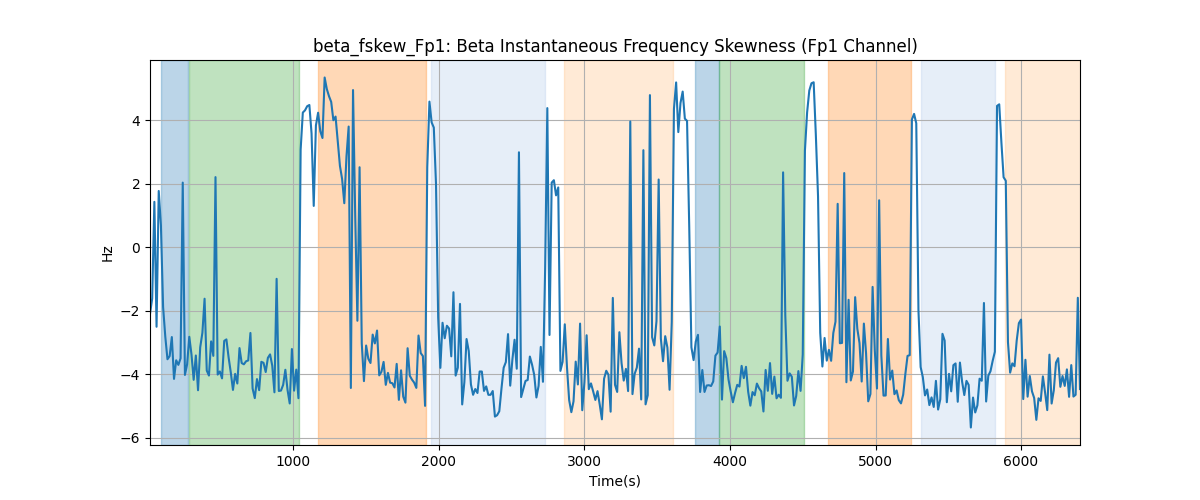 beta_fskew_Fp1: Beta Instantaneous Frequency Skewness (Fp1 Channel)
Hz
4
2
0
−2
−4
−6
1000 2000 3000 4000 5000 6000
Time(s)